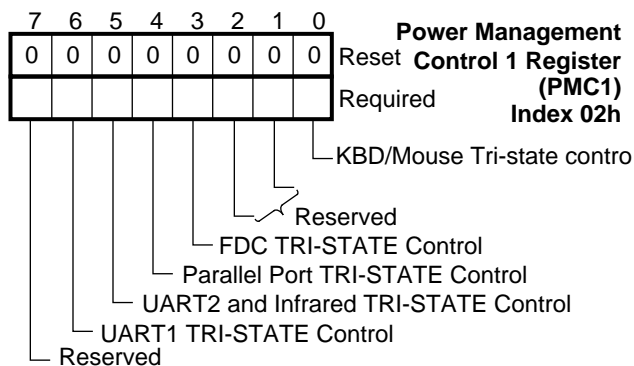 7 6 5 4 3 2 1 0
Power Management
0 0 0 0 0 0 0 0 Reset Control 1 Register
(PMC1)
Required
Index 02h
KBD/Mouse Tri-state contro
Reserved
FDC TRI-STATE Control
Parallel Port TRI-STATE Control
UART2 and Infrared TRI-STATE Control
UART1 TRI-STATE Control
Reserved